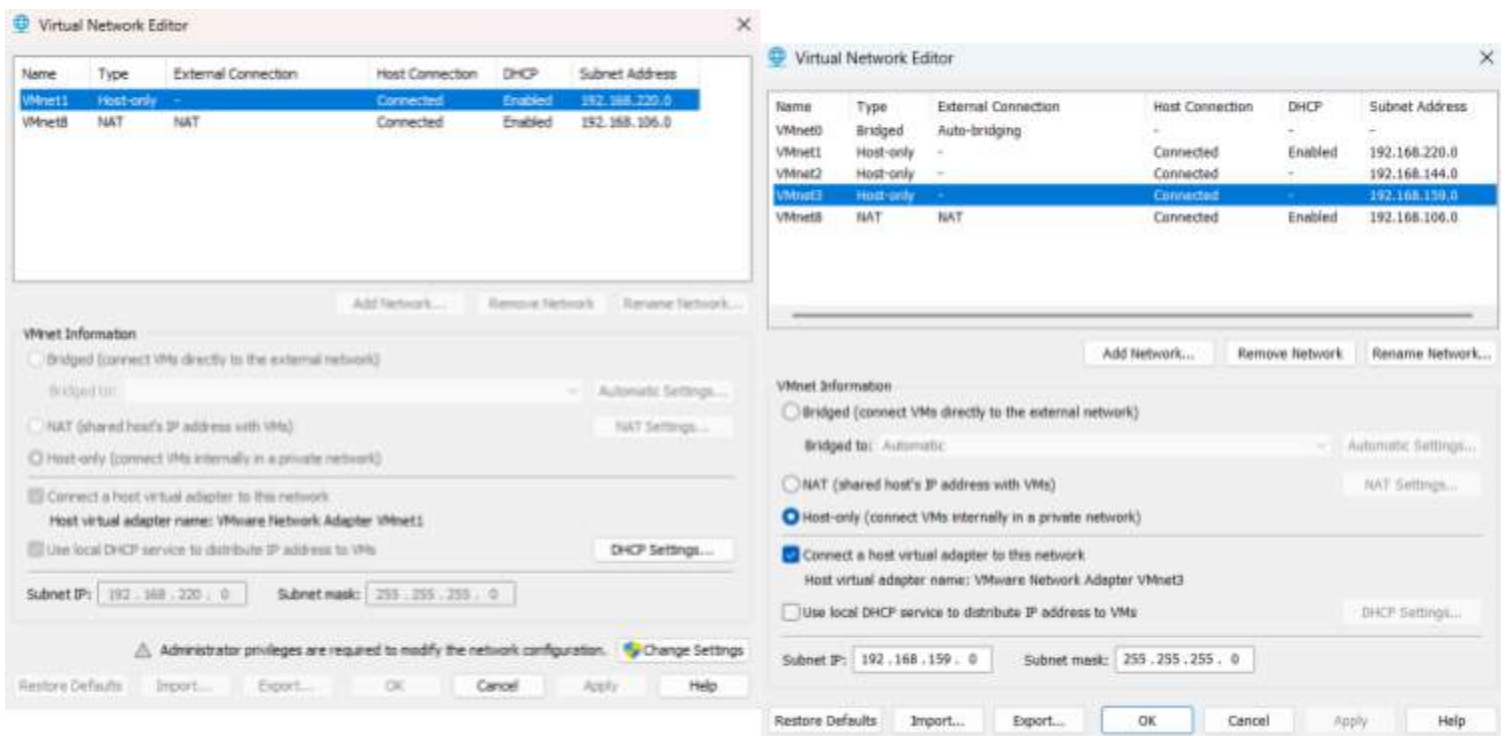 Virtual Network Editor
Name Type External Connection Host Connection DHCP Subnet Address
VMnet1 Host-only - Connected Enabled 192.168.220.0
VMnet8 NAT NAT Connected Enabled 192.168.106.0
Add Network... Remove Network Rename Network...
VMnet Information
Bridged (connect VMs directly to the external network)
Bridged to: Automatic Settings...
NAT (shared host's IP address with VMs) NAT Settings...
Host-only (connect VMs internally in a private network)
Connect a host virtual adapter to this network
Host virtual adapter name: VMware Network Adapter VMnet1
Use local DHCP service to distribute IP address to VMs DHCP Settings...
Subnet IP: 192 . 168 . 220 . 0 Subnet mask: 255 . 255 . 255 . 0
Administrator privileges are required to modify the network configuration. Change Settings
Restore Defaults Import... Export... OK Cancel Apply Help
Virtual Network Editor
Name Type External Connection Host Connection DHCP Subnet Address
VMnet0 Bridged Auto-bridging - - -
VMnet1 Host-only - Connected Enabled 192.168.220.0
VMnet2 Host-only - Connected - 192.168.144.0
VMnet3 Host-only - Connected - 192.168.159.0
VMnet8 NAT NAT Connected Enabled 192.168.106.0
Add Network... Remove Network Rename Network...
VMnet Information
Bridged (connect VMs directly to the external network)
Bridged to: Automatic Automatic Settings...
NAT (shared host's IP address with VMs) NAT Settings...
Host-only (connect VMs internally in a private network)
Connect a host virtual adapter to this network
Host virtual adapter name: VMware Network Adapter VMnet3
Use local DHCP service to distribute IP address to VMs DHCP Settings...
Subnet IP: 192 . 168 . 159 . 0 Subnet mask: 255 . 255 . 255 . 0
Restore Defaults Import... Export... OK Cancel Apply Help